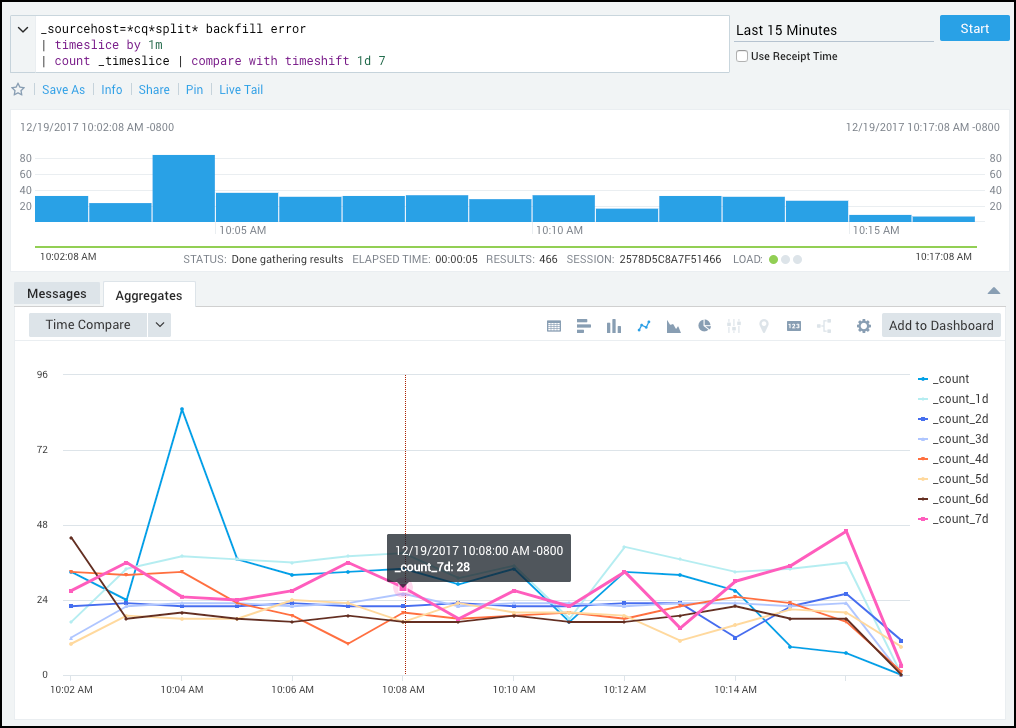 _sourcehost=*cq*split* backfill error
| timeslice by 1m
| count _timeslice | compare with timeshift 1d 7
Last 15 Minutes
Start
Use Receipt Time
Save As
Info
Share
Pin
Live Tail
12/19/2017 10:02:08 AM -0800
12/19/2017 10:17:08 AM -0800
80
60
40
20
80
60
40
20
10:05 AM
10:10 AM
10:15 AM
10:02:08 AM
STATUS: Done gathering results ELAPSED TIME: 00:00:05 RESULTS: 466 SESSION: 2578D5C8A7F51466 LOAD:
10:17:08 AM
Messages
Aggregates
Time Compare
123
Add to Dashboard
96
72
48
24
0
12/19/2017 10:08:00 AM -0800
_count_7d: 28
10:02 AM
10:04 AM
10:06 AM
10:08 AM
10:10 AM
10:12 AM
10:14 AM
_count
_count_1d
_count_2d
_count_3d
_count_4d
_count_5d
_count_6d
_count_7d